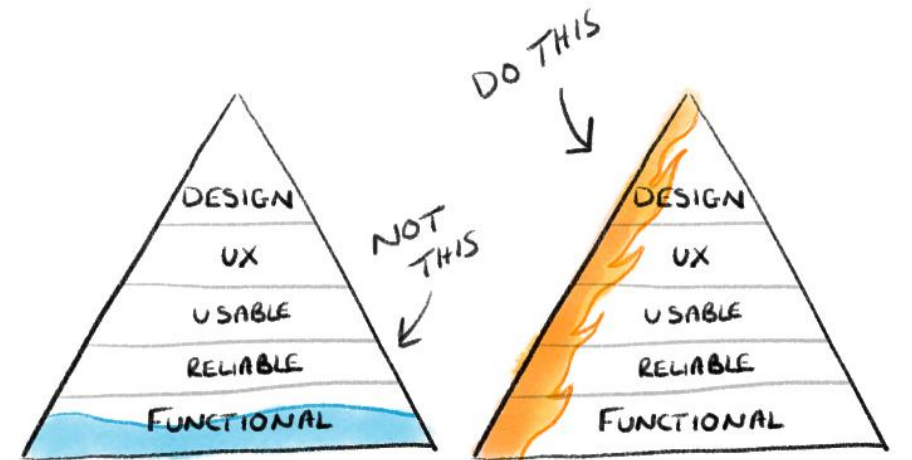 DESIGN
UX
USABLE
RELIABLE
FUNCTIONAL
NOT
THIS
DO THIS
DESIGN
UX
USABLE
RELIABLE
FUNCTIONAL